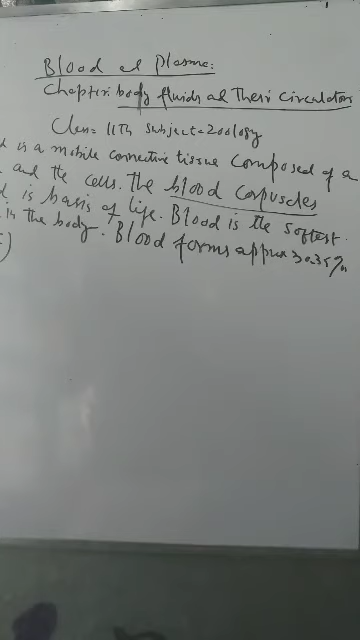 Blood ad Plasma:
Chapter: body fluids ad Their Circulation
Class= 11Th Subject=Zoology
is a mobile connective tissue composed of a
and the cells. The blood corpuscles
is basis of life. Blood is the softest
in the body. Blood forms approx 30-35%